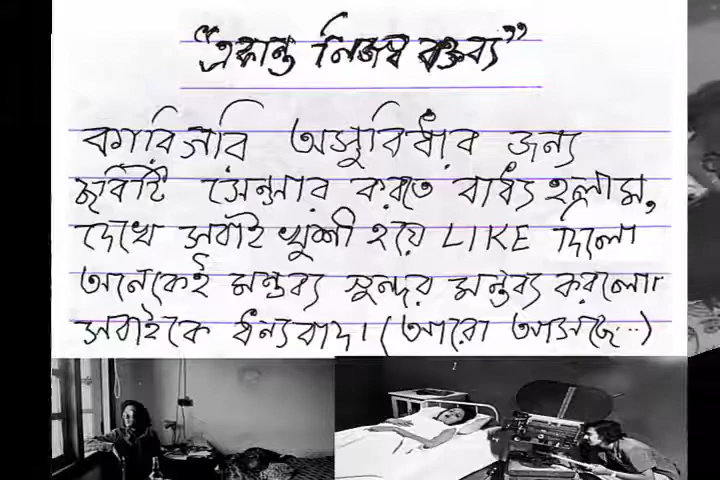 "একান্ত নিজস্ব বক্তব্য"
কারিগরি অসুবিধার জন্য
ছবিটি সেন্সার করতে বাধ্য হলাম,
দেখে সবাই খুশী হয়ে LIKE দিলো
অনেকেই মন্তব্য সুন্দর মন্তব্য করলো।
সবাইকে ধন্যবাদ। (আরো আসছে...)